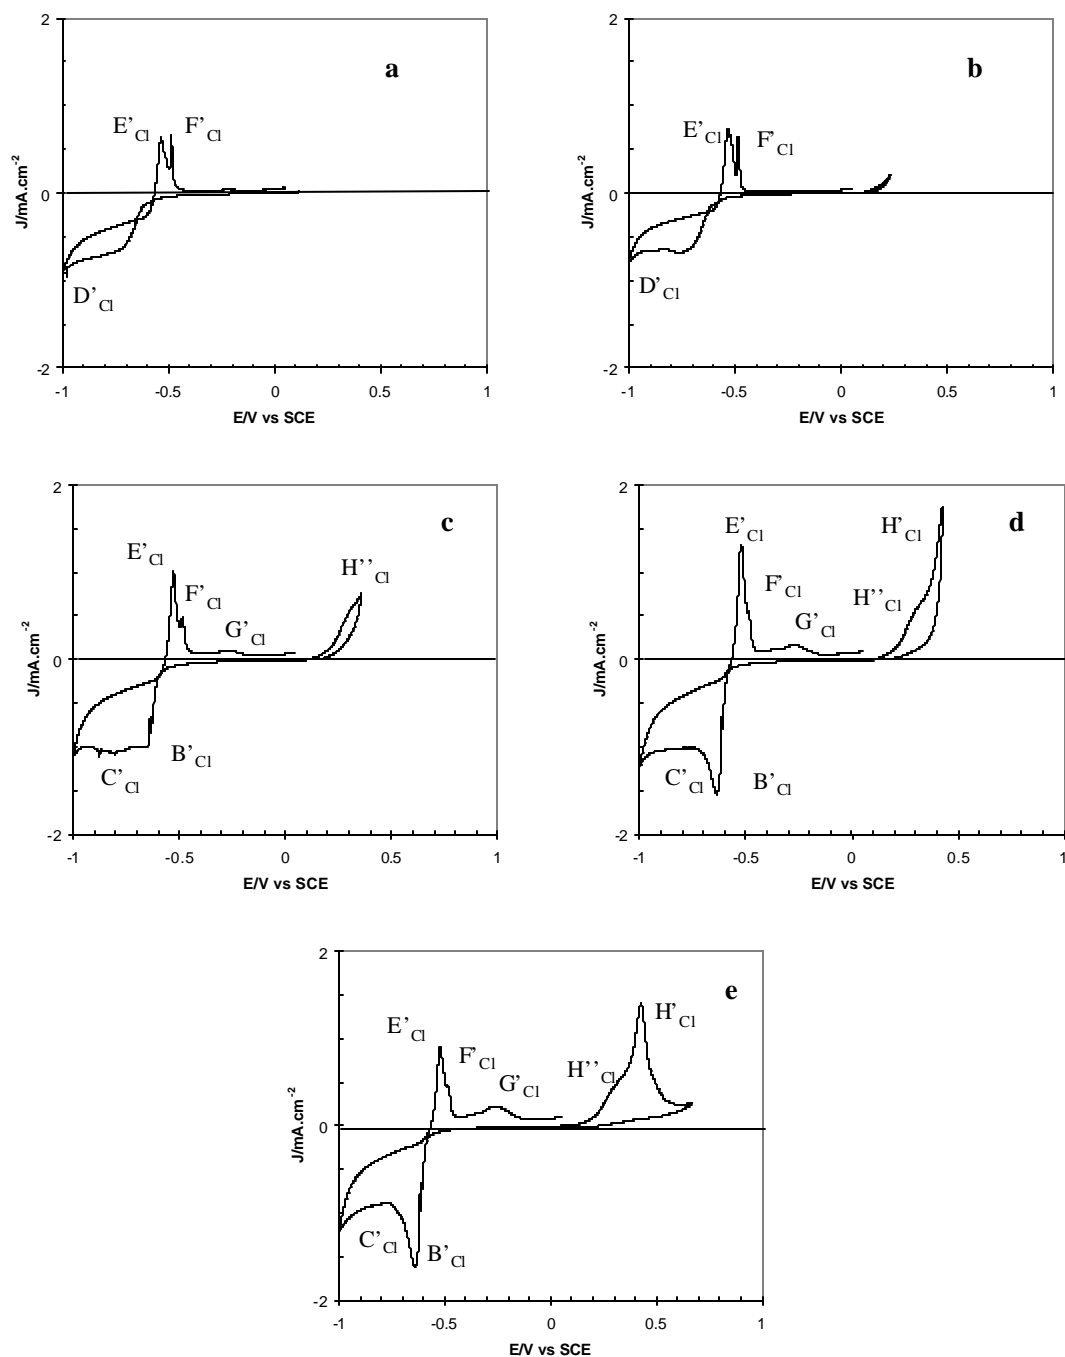 2
a
E’Cl F’Cl
J/mA.cm-2
0
D’Cl
-2
-1 -0.5 0 0.5 1
E/V vs SCE
2
b
E’Cl F’Cl
J/mA.cm-2
0
D’Cl
-2
-1 -0.5 0 0.5 1
E/V vs SCE
2
c
E’Cl
H’’Cl
F’Cl
G’Cl
J/mA.cm-2
0
B’Cl
C’Cl
-2
-1 -0.5 0 0.5 1
E/V vs SCE
2
d
E’Cl H’Cl
F’Cl
H’’Cl
G’Cl
J/mA.cm-2
0
C’Cl B’Cl
-2
-1 -0.5 0 0.5 1
E/V vs SCE
2
e
H’Cl
E’Cl
F’Cl
H’’Cl
G’Cl
J/mA.cm-2
0
C’Cl B’Cl
-2
-1 -0.5 0 0.5 1
E/V vs SCE